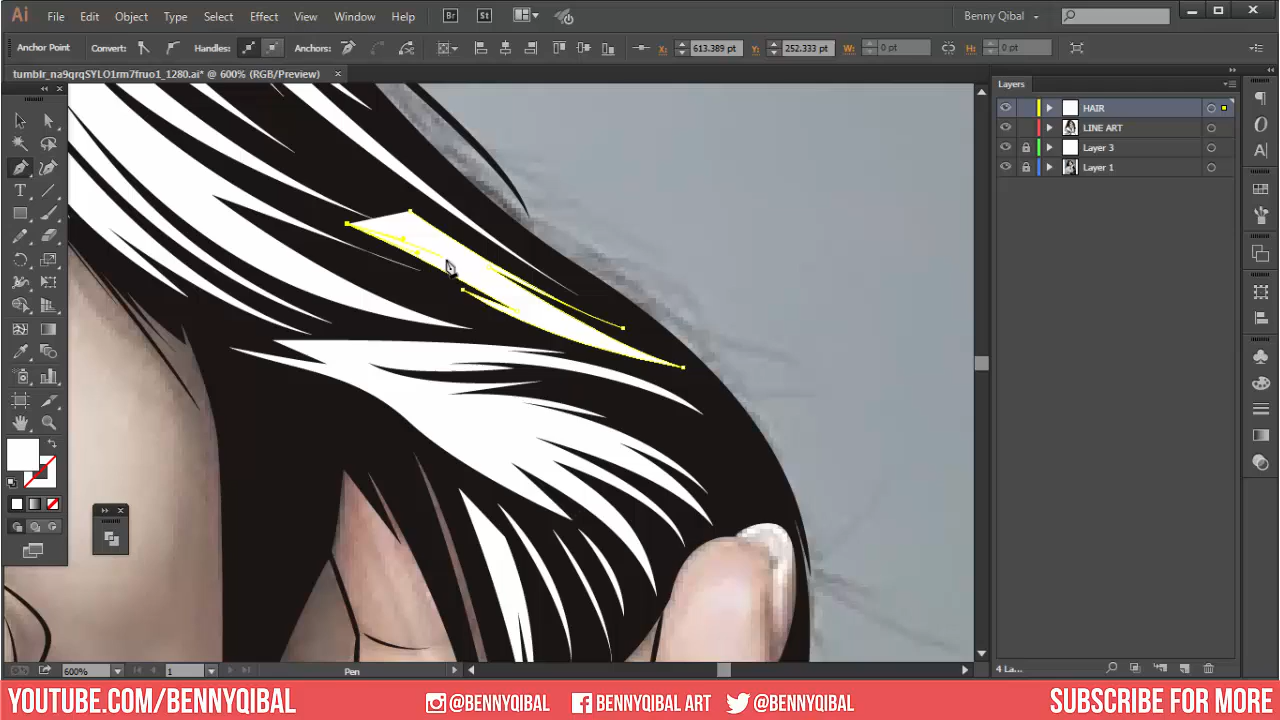 Ai File Edit Object Type Select Effect View Window Help Br St Benny Qibal
Anchor Point Convert: Handles: Anchors: X: 613.389 pt Y: 252.333 pt W: 0 pt H: 0 pt
tumblr_na9qrqSYLO1rm7fruo1_1280.ai* @ 600% (RGB/Preview)
Layers
HAIR
LINE ART
Layer 3
Layer 1
4 La...
600% 1 Pen
YOUTUBE.COM/BENNYQIBAL @BENNYQIBAL BENNYQIBAL ART @BENNYQIBAL SUBSCRIBE FOR MORE